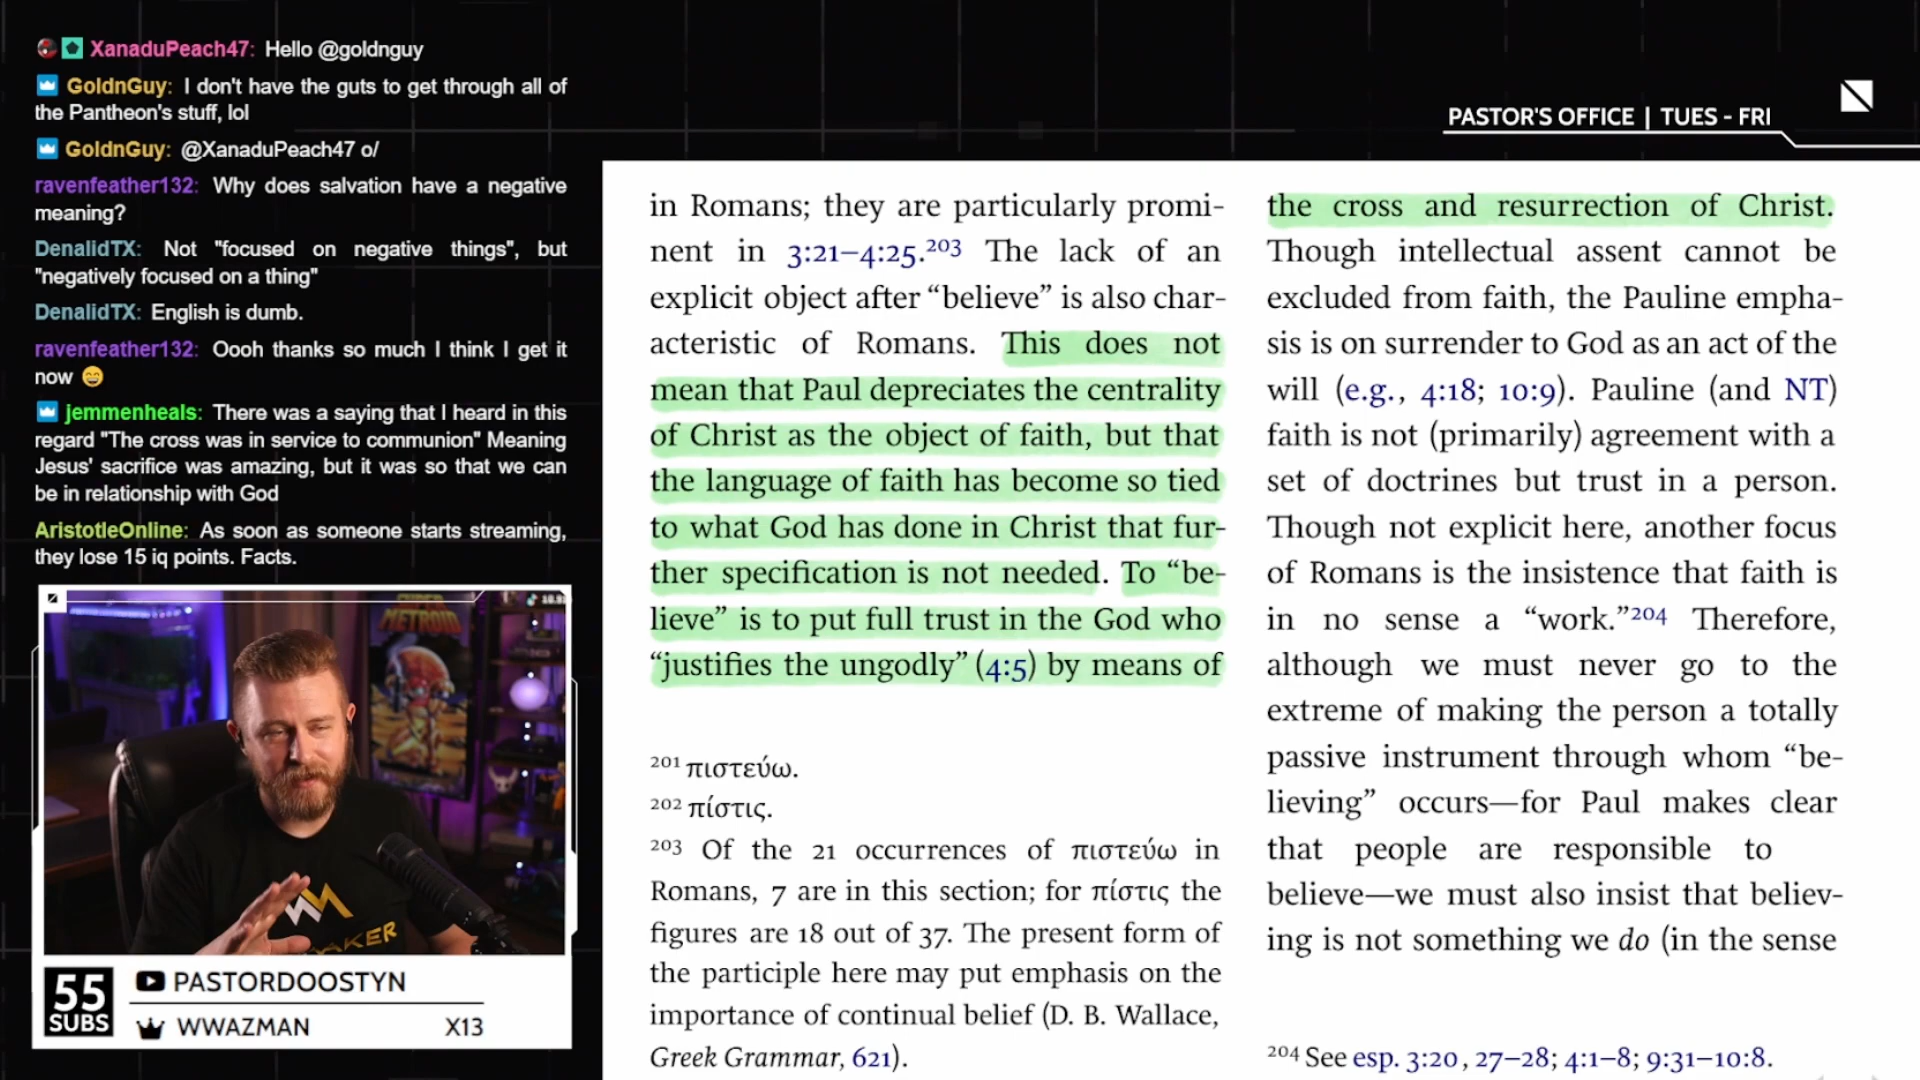 XanaduPeach47: Hello @goldnguy
GoldnGuy: I don't have the guts to get through all of
the Pantheon's stuff, lol
GoldnGuy: @XanaduPeach47 o/
ravenfeather132: Why does salvation have a negative
meaning?
DenalidTX: Not "focused on negative things", but
"negatively focused on a thing"
DenalidTX: English is dumb.
ravenfeather132: Oooh thanks so much I think I get it
now 😄
jemmenheals: There was a saying that I heard in this
regard "The cross was in service to communion" Meaning
Jesus' sacrifice was amazing, but it was so that we can
be in relationship with God
AristotleOnline: As soon as someone starts streaming,
they lose 15 iq points. Facts.
SUPER
METROID
55
SUBS
PASTORDOOSTYN
WWAZMAN X13
PASTOR'S OFFICE | TUES - FRI
in Romans; they are particularly promi-
nent in 3:21–4:25.²⁰³ The lack of an
explicit object after “believe” is also char-
acteristic of Romans. This does not
mean that Paul depreciates the centrality
of Christ as the object of faith, but that
the language of faith has become so tied
to what God has done in Christ that fur-
ther specification is not needed. To “be-
lieve” is to put full trust in the God who
“justifies the ungodly” (4:5) by means of
²⁰¹ πιστεύω.
²⁰² πίστις.
²⁰³ Of the 21 occurrences of πιστεύω in
Romans, 7 are in this section; for πίστις the
figures are 18 out of 37. The present form of
the participle here may put emphasis on the
importance of continual belief (D. B. Wallace,
Greek Grammar, 621).
the cross and resurrection of Christ.
Though intellectual assent cannot be
excluded from faith, the Pauline empha-
sis is on surrender to God as an act of the
will (e.g., 4:18; 10:9). Pauline (and NT)
faith is not (primarily) agreement with a
set of doctrines but trust in a person.
Though not explicit here, another focus
of Romans is the insistence that faith is
in no sense a “work.”²⁰⁴ Therefore,
although we must never go to the
extreme of making the person a totally
passive instrument through whom “be-
lieving” occurs—for Paul makes clear
that people are responsible to
believe—we must also insist that believ-
ing is not something we do (in the sense
²⁰⁴ See esp. 3:20, 27–28; 4:1–8; 9:31–10:8.